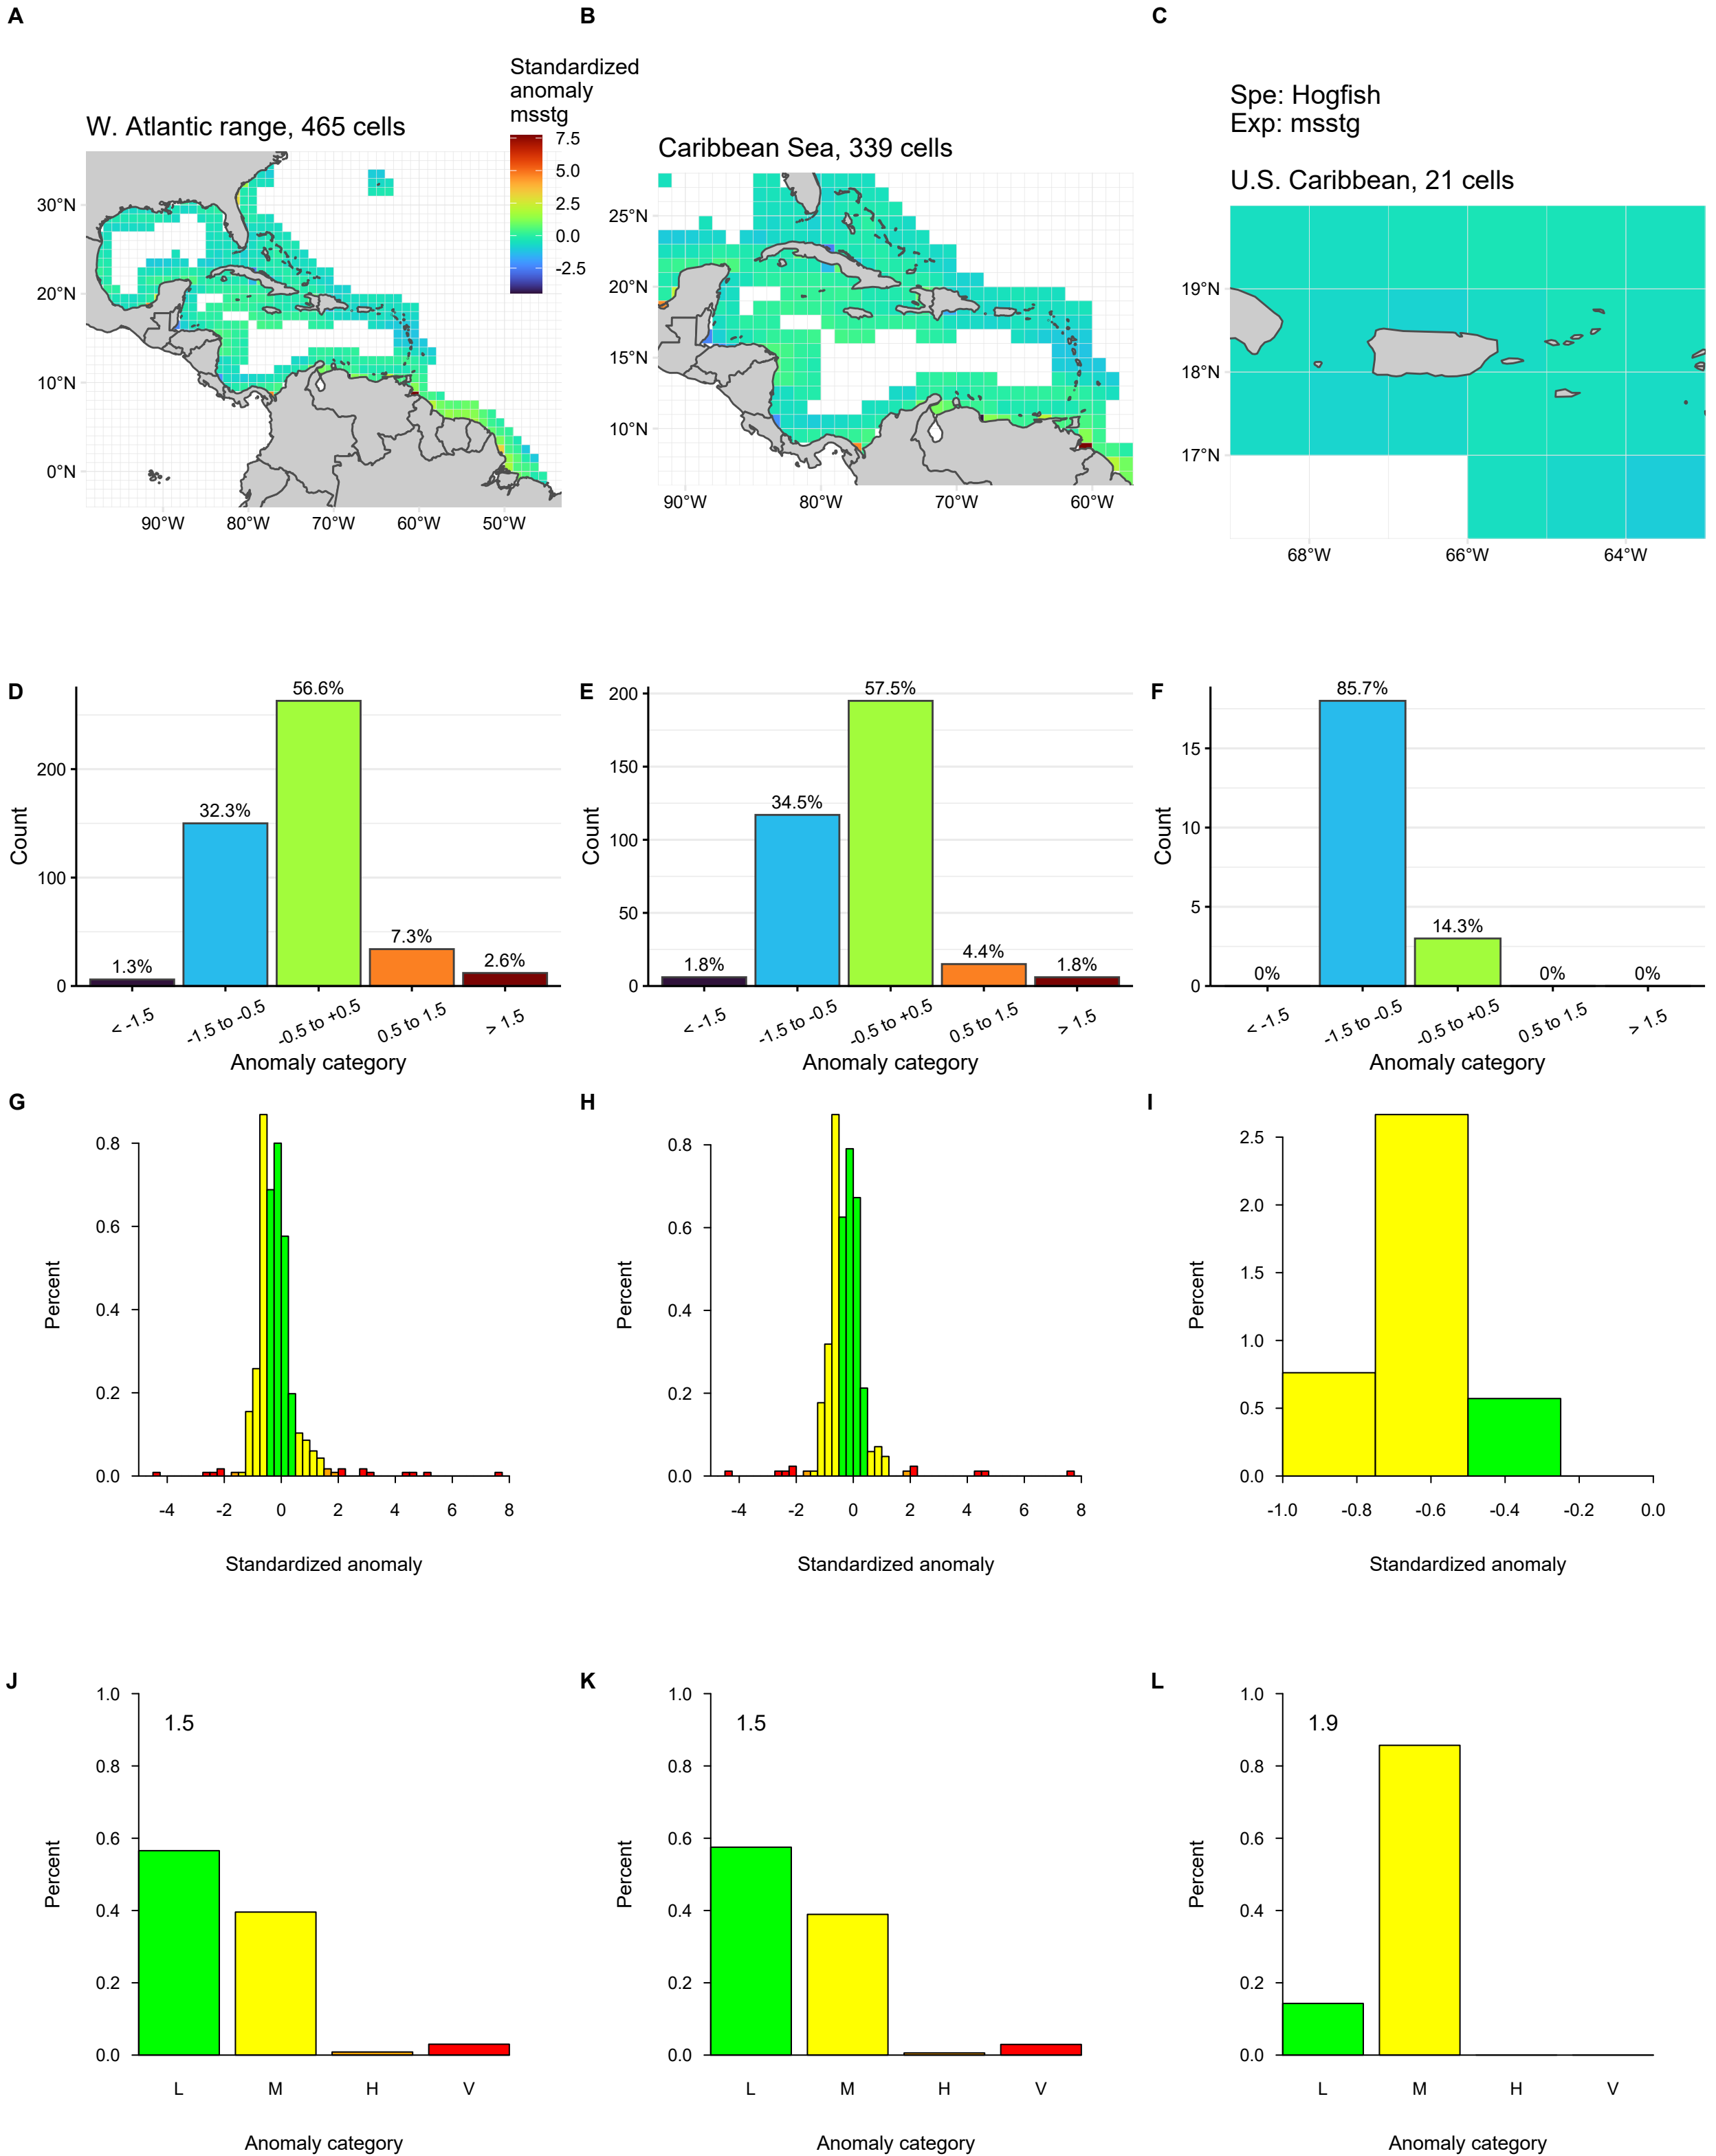 A
B
C
Standardized
anomaly
msstg
7.5
5.0
2.5
0.0
-2.5
W. Atlantic range, 465 cells
30°N
20°N
10°N
0°N
90°W 80°W 70°W 60°W 50°W
Caribbean Sea, 339 cells
25°N
20°N
15°N
10°N
90°W 80°W 70°W 60°W
Spe: Hogfish
Exp: msstg
U.S. Caribbean, 21 cells
19°N
18°N
17°N
68°W 66°W 64°W
D
Count
200
100
0
1.3%
32.3%
56.6%
7.3%
2.6%
< -1.5
-1.5 to -0.5
-0.5 to +0.5
0.5 to 1.5
> 1.5
Anomaly category
E
Count
200
150
100
50
0
1.8%
34.5%
57.5%
4.4%
1.8%
< -1.5
-1.5 to -0.5
-0.5 to +0.5
0.5 to 1.5
> 1.5
Anomaly category
F
Count
15
10
5
0
0%
85.7%
14.3%
0%
0%
< -1.5
-1.5 to -0.5
-0.5 to +0.5
0.5 to 1.5
> 1.5
Anomaly category
G
Percent
0.8
0.6
0.4
0.2
0.0
-4 -2 0 2 4 6 8
Standardized anomaly
H
Percent
0.8
0.6
0.4
0.2
0.0
-4 -2 0 2 4 6 8
Standardized anomaly
I
Percent
2.5
2.0
1.5
1.0
0.5
0.0
-1.0 -0.8 -0.6 -0.4 -0.2 0.0
Standardized anomaly
J
1.5
Percent
1.0
0.8
0.6
0.4
0.2
0.0
L M H V
Anomaly category
K
1.5
Percent
1.0
0.8
0.6
0.4
0.2
0.0
L M H V
Anomaly category
L
1.9
Percent
1.0
0.8
0.6
0.4
0.2
0.0
L M H V
Anomaly category